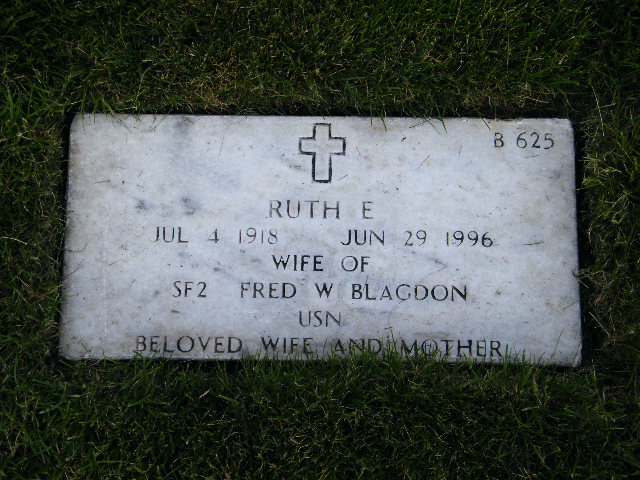 B 625
RUTH E
JUL 4 1918 JUN 29 1996
WIFE OF
SF2 FRED W BLAGDON
USN
BELOVED WIFE AND MOTHER